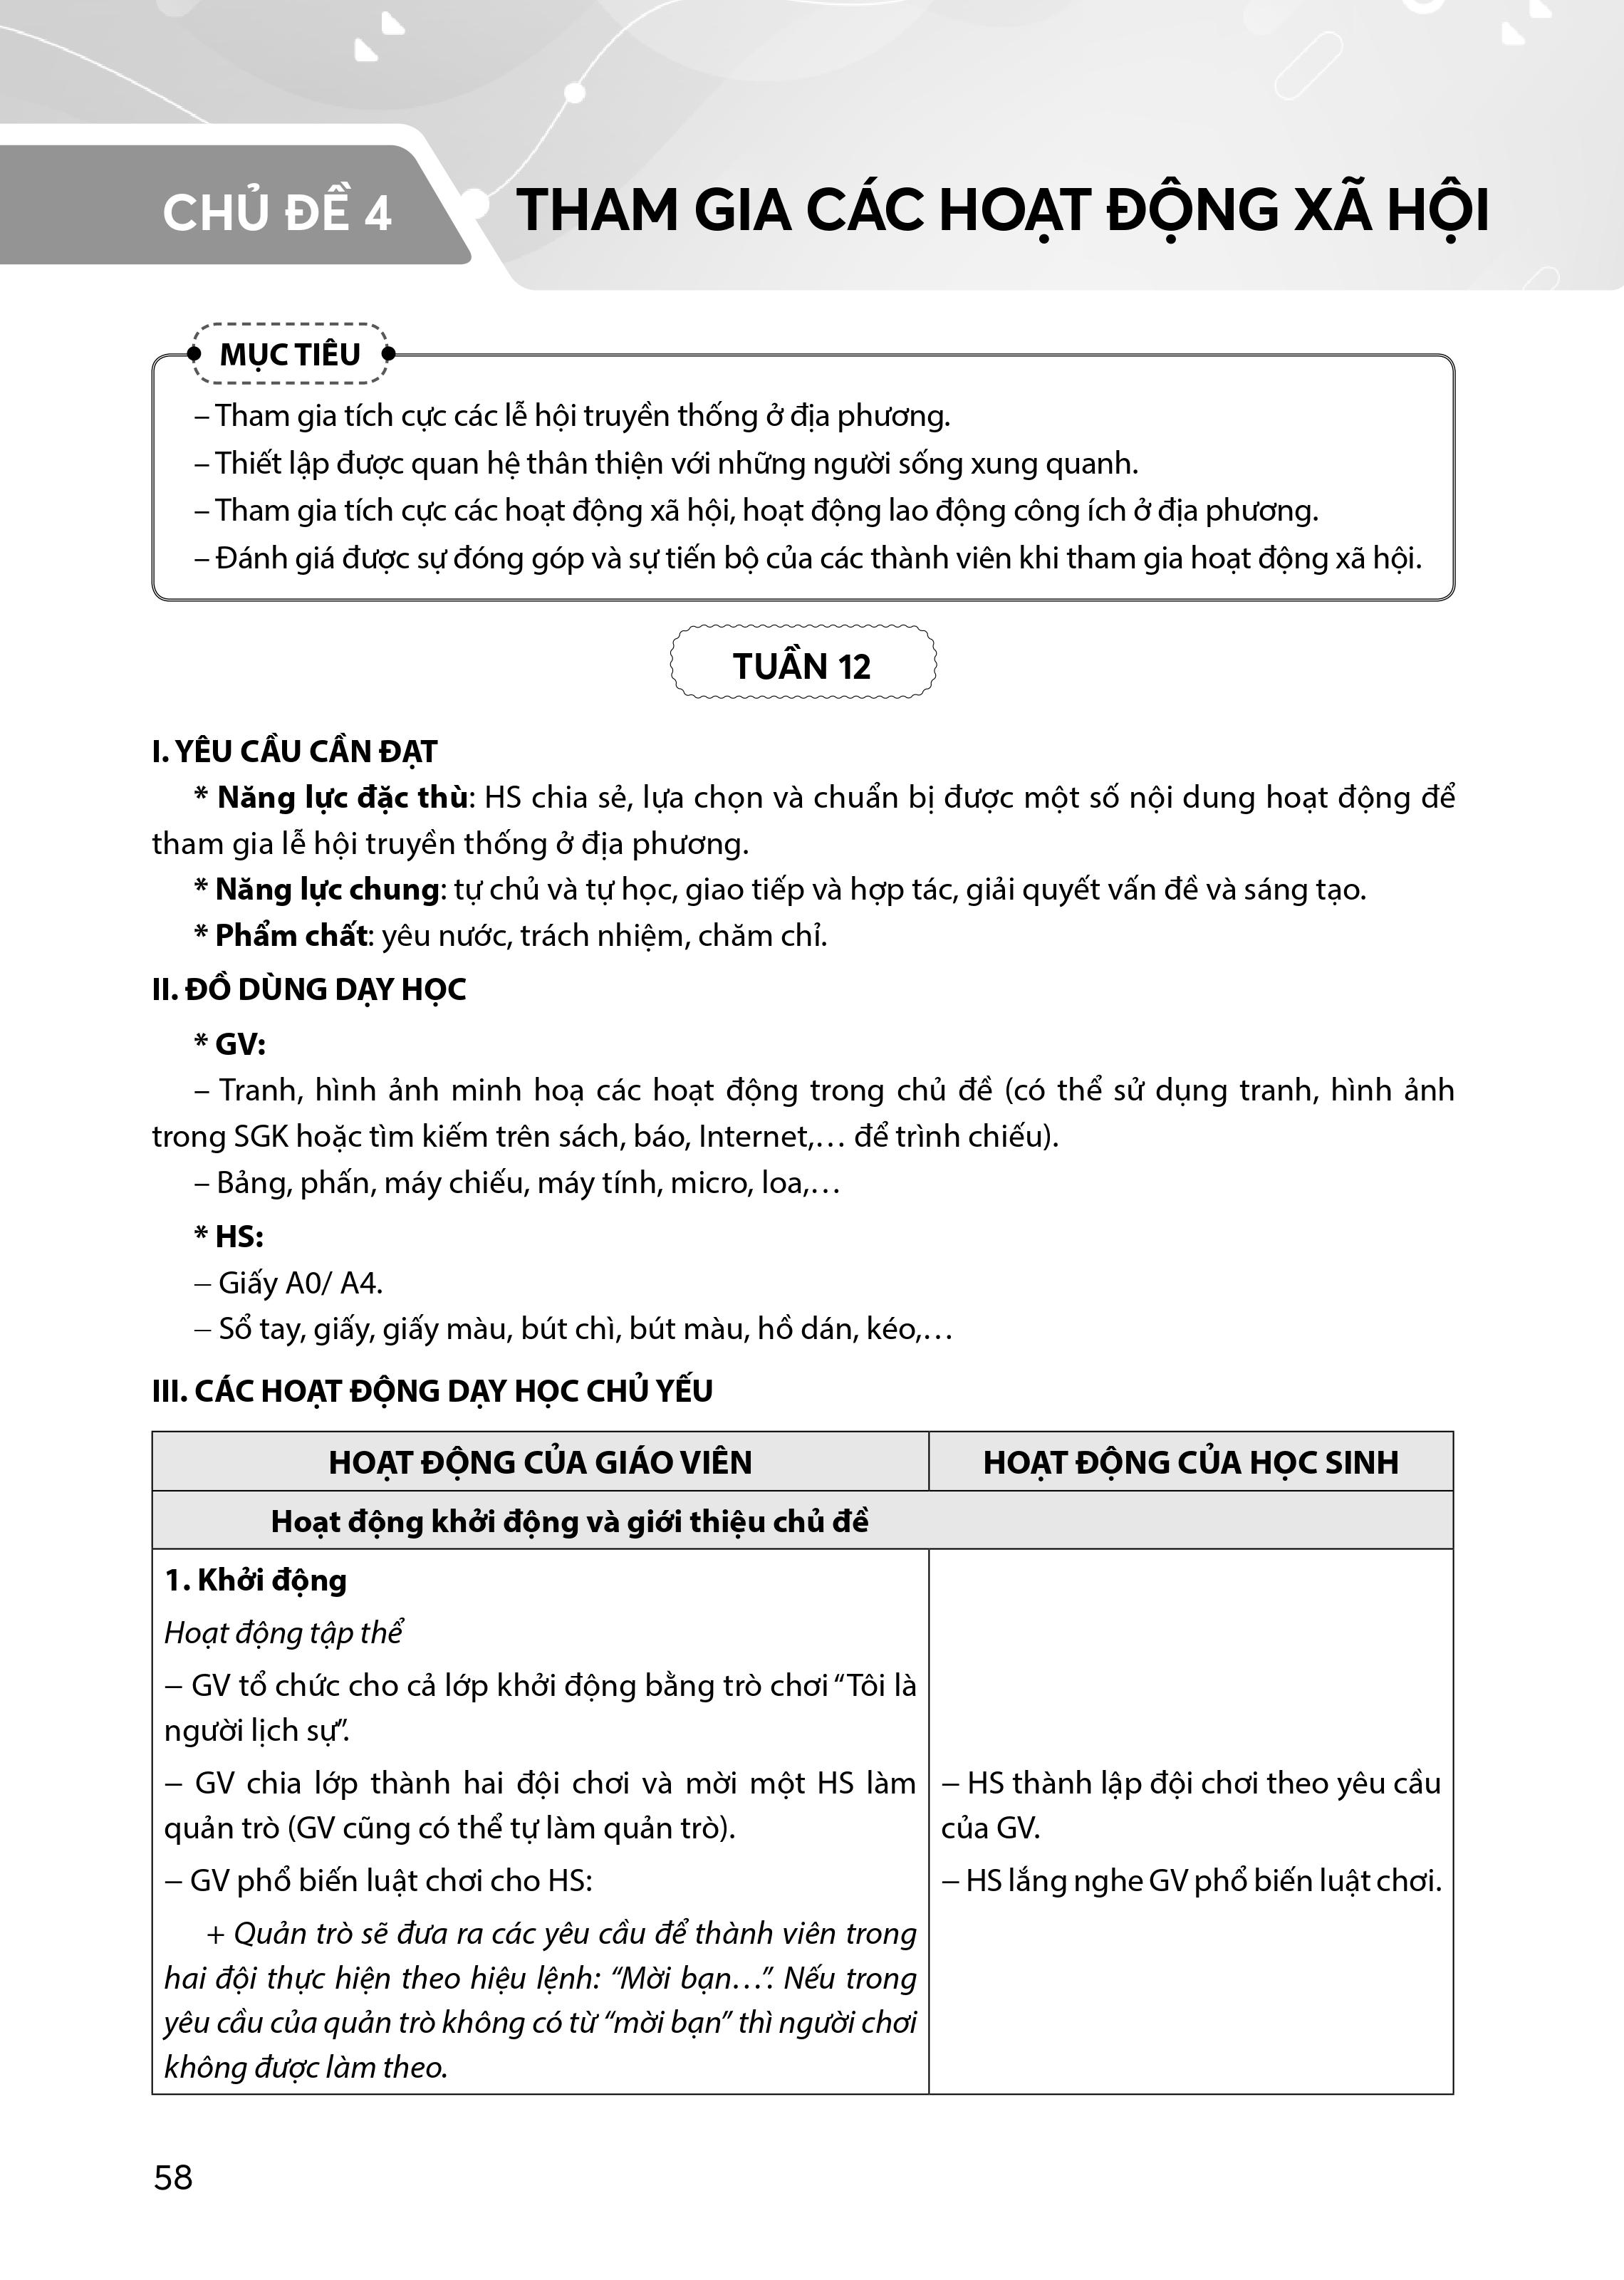 CHỦ ĐỀ 4
THAM GIA CÁC HOẠT ĐỘNG XÃ HỘI
MỤC TIÊU
– Tham gia tích cực các lễ hội truyền thống ở địa phương.
– Thiết lập được quan hệ thân thiện với những người sống xung quanh.
– Tham gia tích cực các hoạt động xã hội, hoạt động lao động công ích ở địa phương.
– Đánh giá được sự đóng góp và sự tiến bộ của các thành viên khi tham gia hoạt động xã hội.
TUẦN 12
I. YÊU CẦU CẦN ĐẠT
* Năng lực đặc thù: HS chia sẻ, lựa chọn và chuẩn bị được một số nội dung hoạt động để
tham gia lễ hội truyền thống ở địa phương.
* Năng lực chung: tự chủ và tự học, giao tiếp và hợp tác, giải quyết vấn đề và sáng tạo.
* Phẩm chất: yêu nước, trách nhiệm, chăm chỉ.
II. ĐỒ DÙNG DẠY HỌC
* GV:
– Tranh, hình ảnh minh hoạ các hoạt động trong chủ đề (có thể sử dụng tranh, hình ảnh
trong SGK hoặc tìm kiếm trên sách, báo, Internet,… để trình chiếu).
– Bảng, phấn, máy chiếu, máy tính, micro, loa,…
* HS:
– Giấy A0/ A4.
– Sổ tay, giấy, giấy màu, bút chì, bút màu, hồ dán, kéo,…
III. CÁC HOẠT ĐỘNG DẠY HỌC CHỦ YẾU
HOẠT ĐỘNG CỦA GIÁO VIÊN
HOẠT ĐỘNG CỦA HỌC SINH
Hoạt động khởi động và giới thiệu chủ đề
1. Khởi động
Hoạt động tập thể
– GV tổ chức cho cả lớp khởi động bằng trò chơi “Tôi là
người lịch sự”.
– GV chia lớp thành hai đội chơi và mời một HS làm
quản trò (GV cũng có thể tự làm quản trò).
– GV phổ biến luật chơi cho HS:
+ Quản trò sẽ đưa ra các yêu cầu để thành viên trong
hai đội thực hiện theo hiệu lệnh: “Mời bạn…”. Nếu trong
yêu cầu của quản trò không có từ “mời bạn” thì người chơi
không được làm theo.
– HS thành lập đội chơi theo yêu cầu
của GV.
– HS lắng nghe GV phổ biến luật chơi.
58